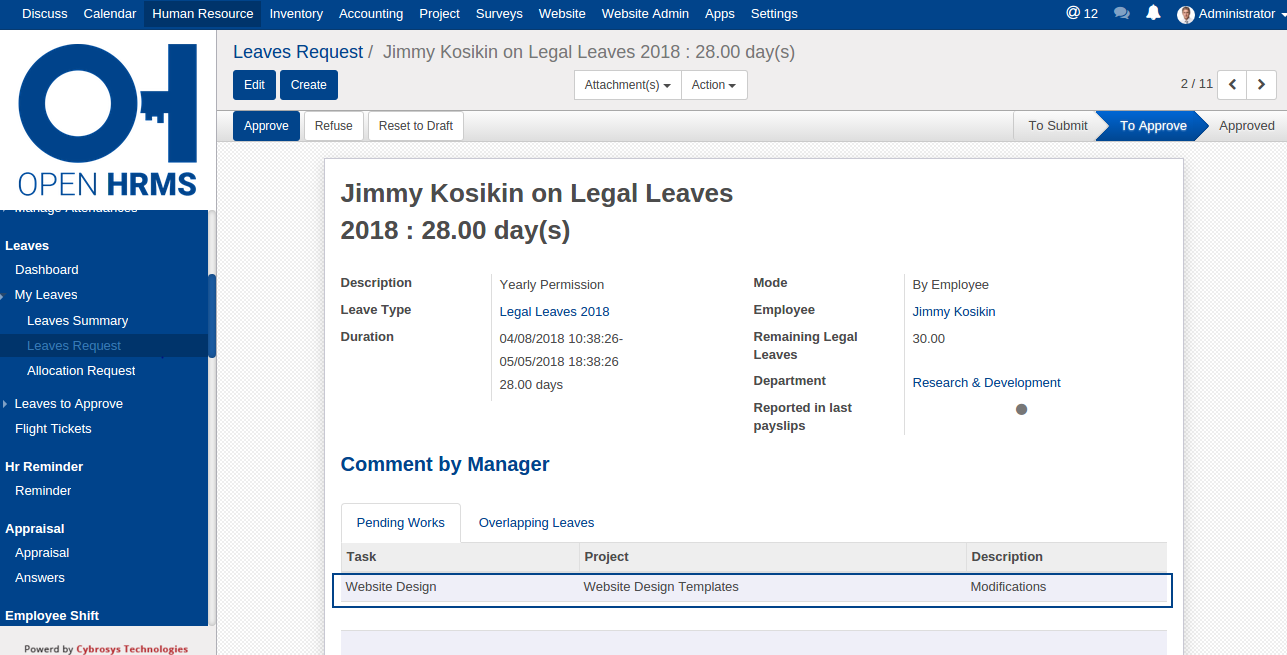 Discuss Calendar Human Resource Inventory Accounting Project Surveys Website Website Admin Apps Settings @ 12 Administrator
OPEN HRMS
Manage Attendances
Leaves
Dashboard
My Leaves
Leaves Summary
Leaves Request
Allocation Request
Leaves to Approve
Flight Tickets
Hr Reminder
Reminder
Appraisal
Appraisal
Answers
Employee Shift
Powerd by Cybrosys Technologies
Leaves Request / Jimmy Kosikin on Legal Leaves 2018 : 28.00 day(s)
Edit Create Attachment(s) Action 2 / 11
Approve Refuse Reset to Draft To Submit To Approve Approved
Jimmy Kosikin on Legal Leaves
2018 : 28.00 day(s)
Description Yearly Permission
Leave Type Legal Leaves 2018
Duration 04/08/2018 10:38:26-
05/05/2018 18:38:26
28.00 days
Mode By Employee
Employee Jimmy Kosikin
Remaining Legal 30.00
Leaves
Department Research & Development
Reported in last
payslips
Comment by Manager
Pending Works Overlapping Leaves
Task Project Description
Website Design Website Design Templates Modifications